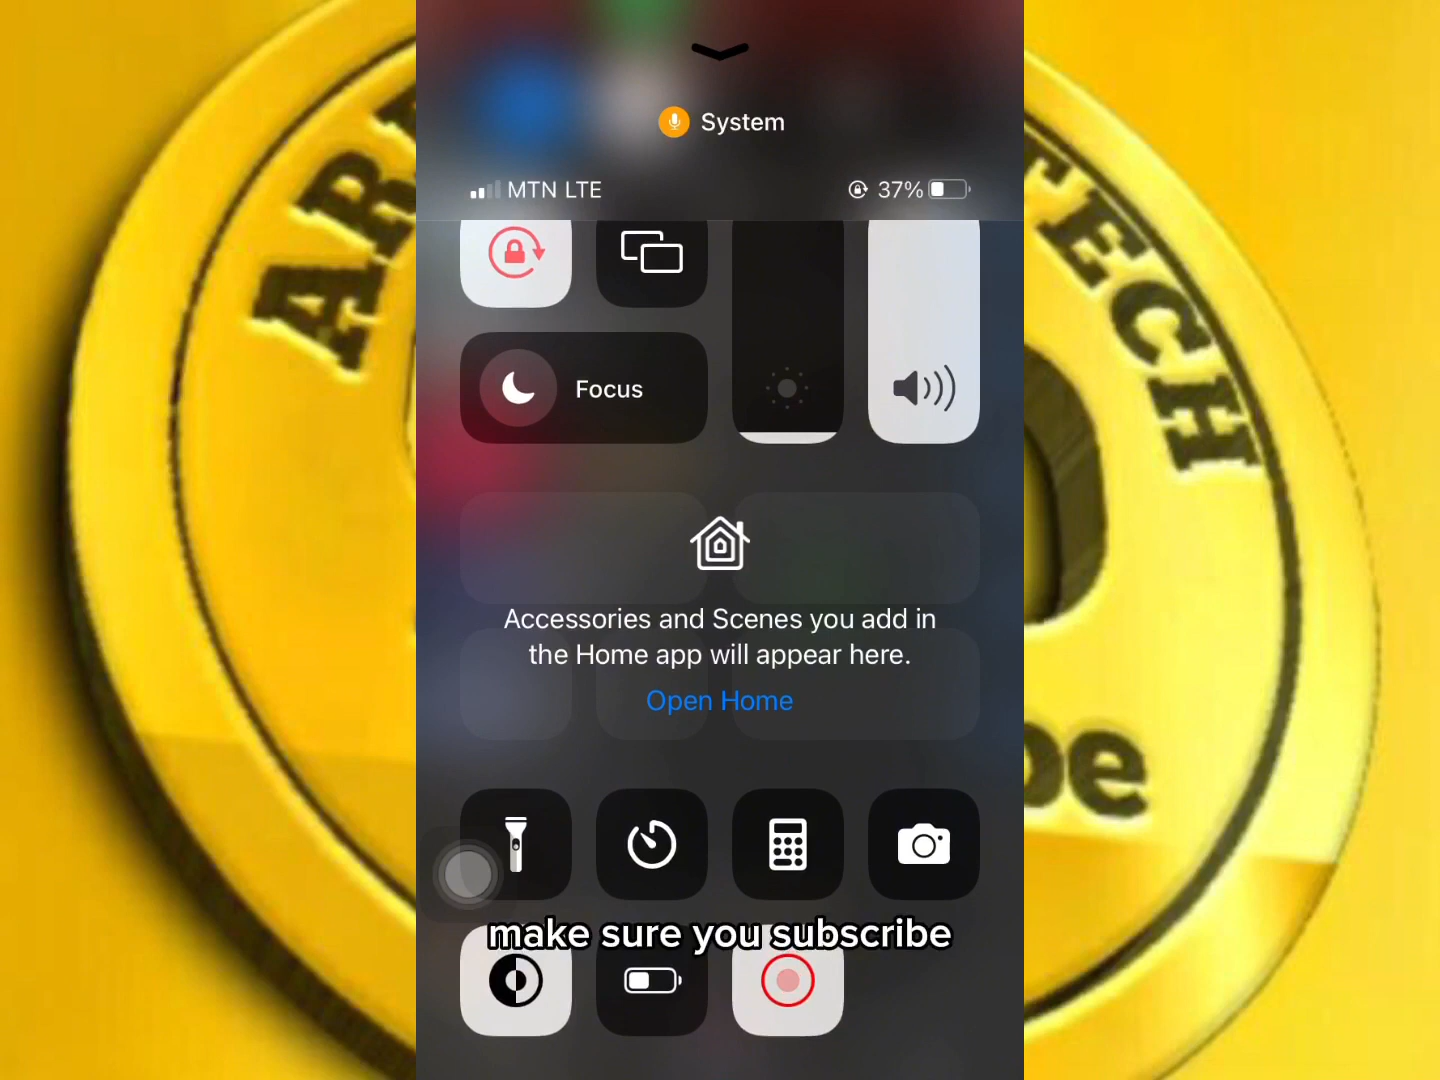 System
MTN LTE
37%
Focus
Accessories and Scenes you add in
the Home app will appear here.
Open Home
make sure you subscribe
TECH